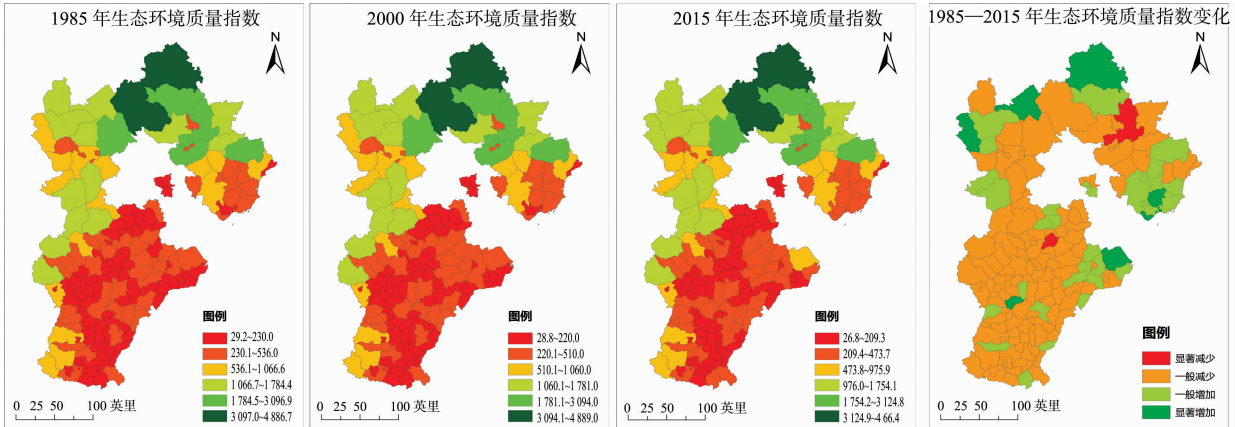 1985 年生态环境质量指数
N
图例
29.2~230.0
230.1~536.0
536.1~1 066.6
1 066.7~1 784.4
1 784.5~3 096.9
3 097.0~4 886.7
0 25 50 100 英里
2000 年生态环境质量指数
N
图例
28.8~220.0
220.1~510.0
510.1~1 060.0
1 060.1~1 781.0
1 781.1~3 094.0
3 094.1~4 889.0
0 25 50 100 英里
2015 年生态环境质量指数
N
图例
26.8~209.3
209.4~473.7
473.8~975.9
976.0~1 754.1
1 754.2~3 124.8
3 124.9~4 66.4
0 25 50 100 英里
1985—2015 年生态环境质量指数变化
N
图例
显著减少
一般减少
一般增加
显著增加
0 25 50 100 英里